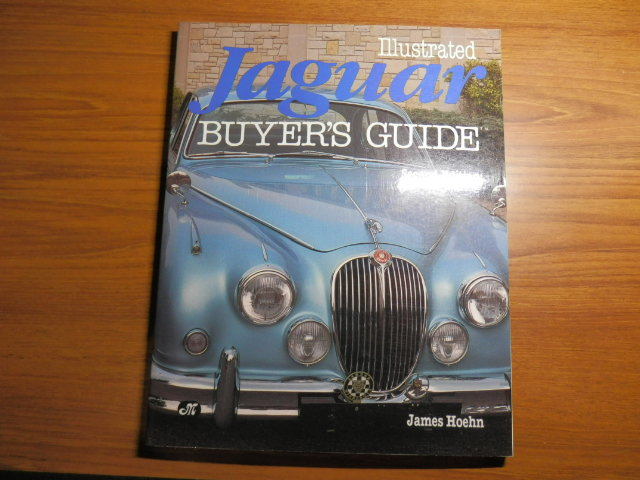 Illustrated
Jaguar
BUYER'S GUIDE
James Hoehn